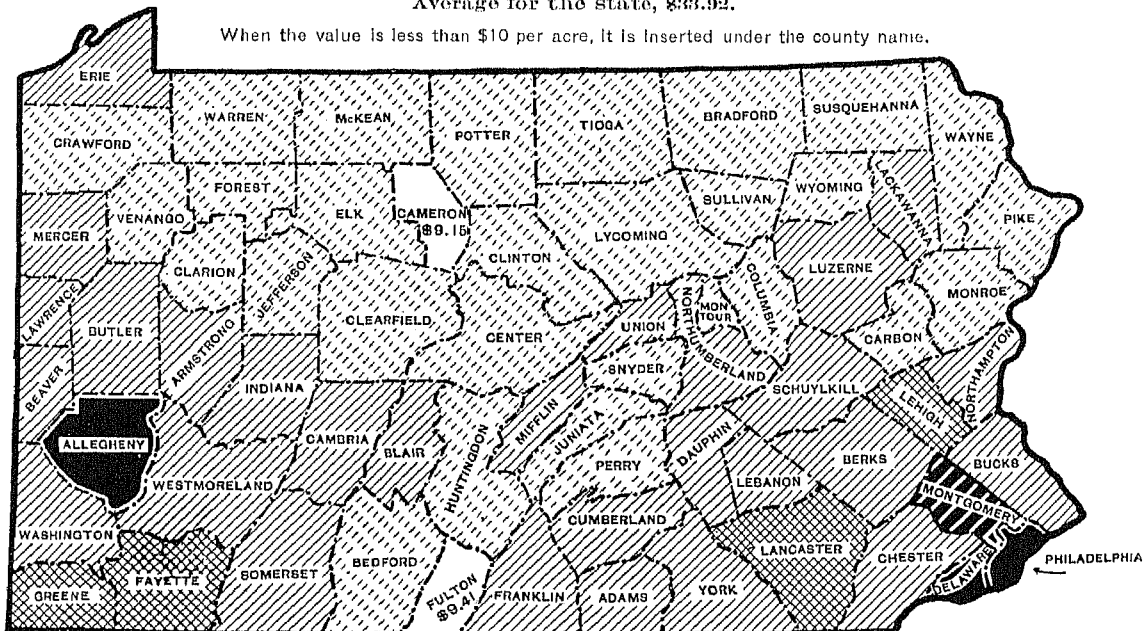 Average for the state, $33.92.
When the value is less than $10 per acre, it is inserted under the county name.
ERIE
CRAWFORD
WARREN
McKEAN
POTTER
TIOGA
BRADFORD
SUSQUEHANNA
WAYNE
MERCER
VENANGO
FOREST
ELK
CAMERON
$9.15
CLINTON
LYCOMING
SULLIVAN
WYOMING
LACKAWANNA
PIKE
LAWRENCE
BUTLER
CLARION
ARMSTRONG
JEFFERSON
CLEARFIELD
CENTER
UNION
NORTHUMBERLAND
MON
TOUR
COLUMBIA
LUZERNE
MONROE
CARBON
BEAVER
INDIANA
SNYDER
SCHUYLKILL
LEHIGH
NORTHAMPTON
ALLEGHENY
CAMBRIA
BLAIR
HUNTINGDON
MIFFLIN
JUNIATA
PERRY
DAUPHIN
LEBANON
BERKS
BUCKS
MONTGOMERY
WESTMORELAND
WASHINGTON
CUMBERLAND
LANCASTER
CHESTER
DELAWARE
PHILADELPHIA
GREENE
FAYETTE
SOMERSET
BEDFORD
FULTON
$9.41
FRANKLIN
ADAMS
YORK